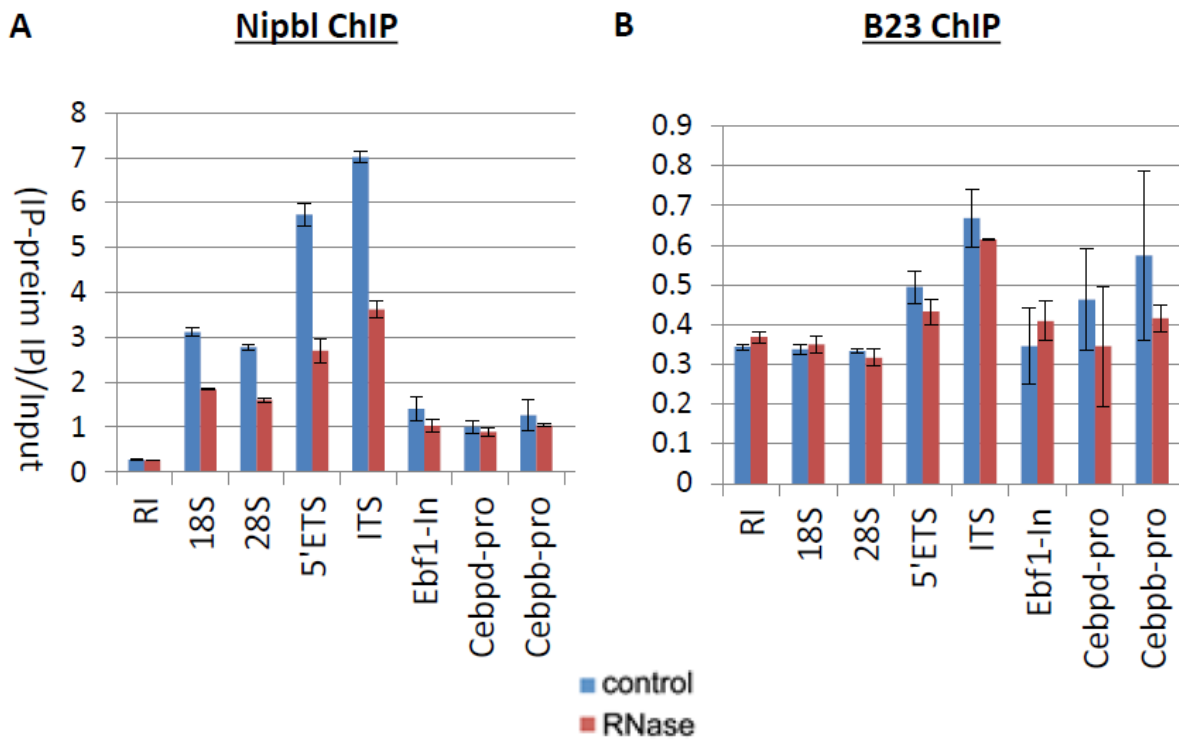 A
Nipbl ChIP
(IP-preim IP)/Input
8
7
6
5
4
3
2
1
0
RI
18S
28S
5'ETS
ITS
Ebf1-In
Cebpd-pro
Cebpb-pro
B
B23 ChIP
0.9
0.8
0.7
0.6
0.5
0.4
0.3
0.2
0.1
0
RI
18S
28S
5'ETS
ITS
Ebf1-In
Cebpd-pro
Cebpb-pro
control
RNase